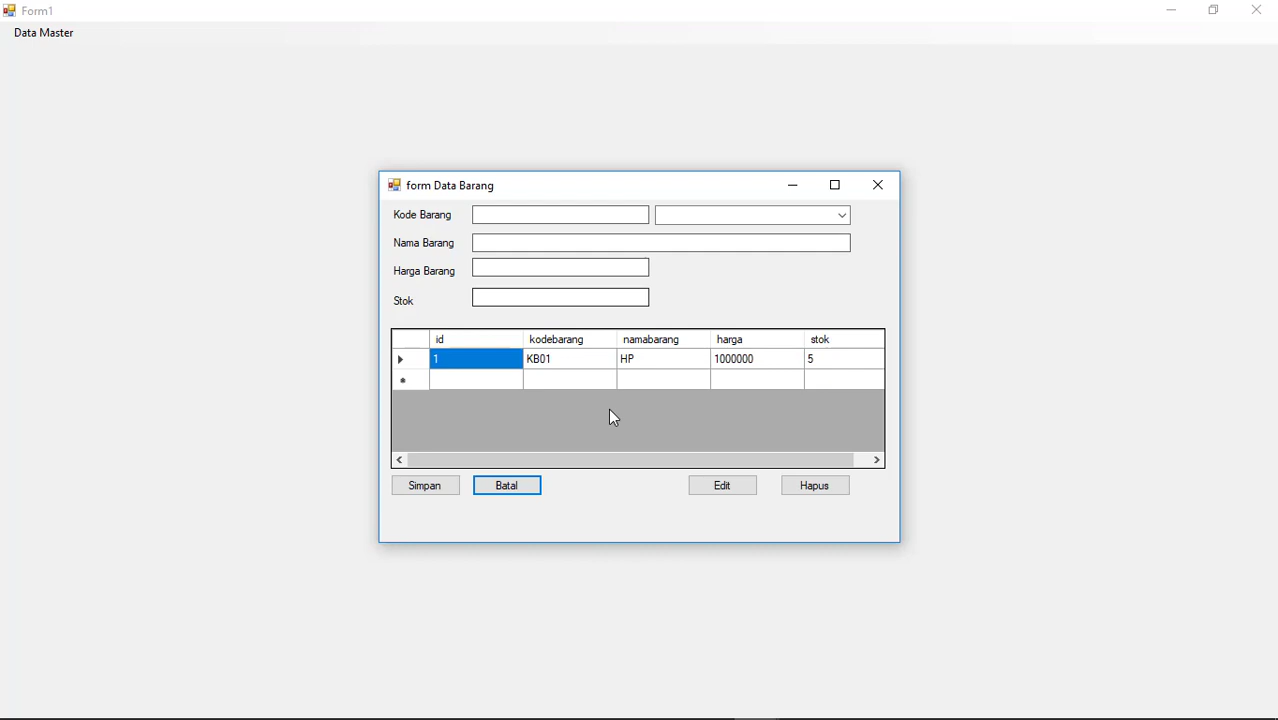 Form1
Data Master
form Data Barang
Kode Barang
Nama Barang
Harga Barang
Stok
id kodebarang namabarang harga stok
1 KB01 HP 1000000 5
Simpan Batal Edit Hapus